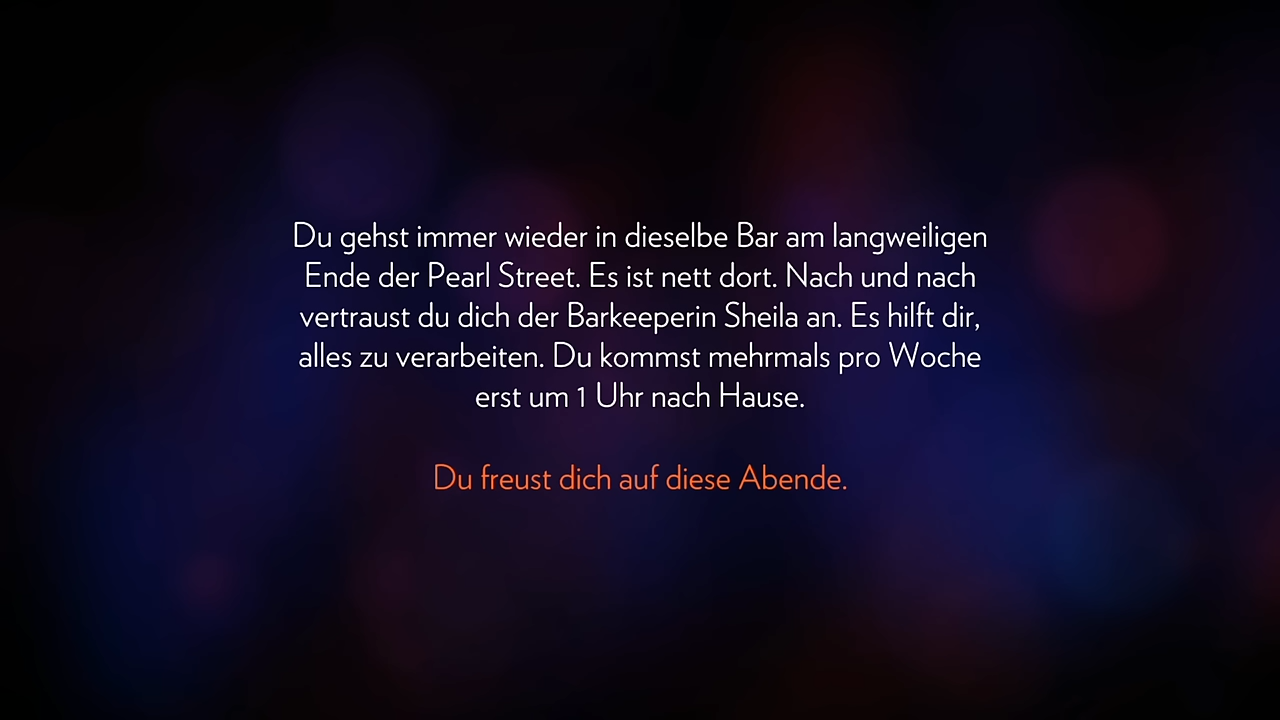 Du gehst immer wieder in dieselbe Bar am langweiligen
Ende der Pearl Street. Es ist nett dort. Nach und nach
vertraust du dich der Barkeeperin Sheila an. Es hilft dir,
alles zu verarbeiten. Du kommst mehrmals pro Woche
erst um 1 Uhr nach Hause.
Du freust dich auf diese Abende.